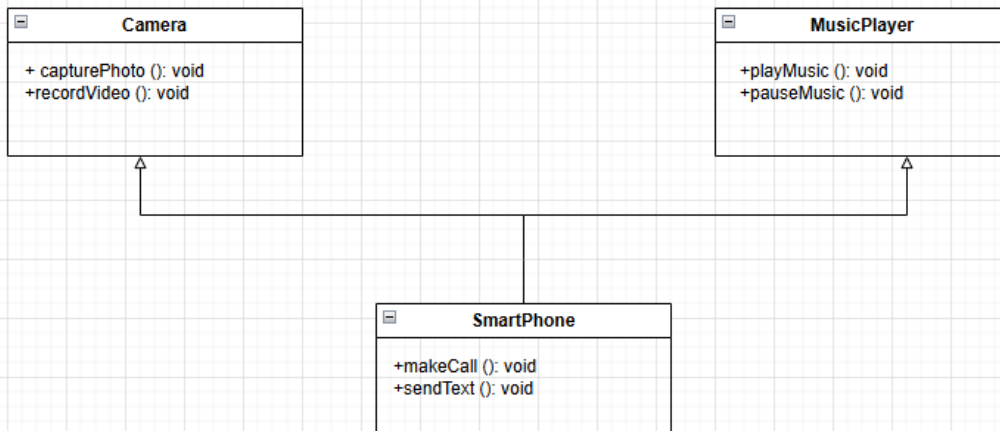 Camera
+ capturePhoto (): void
+recordVideo (): void
MusicPlayer
+playMusic (): void
+pauseMusic (): void
SmartPhone
+makeCall (): void
+sendText (): void